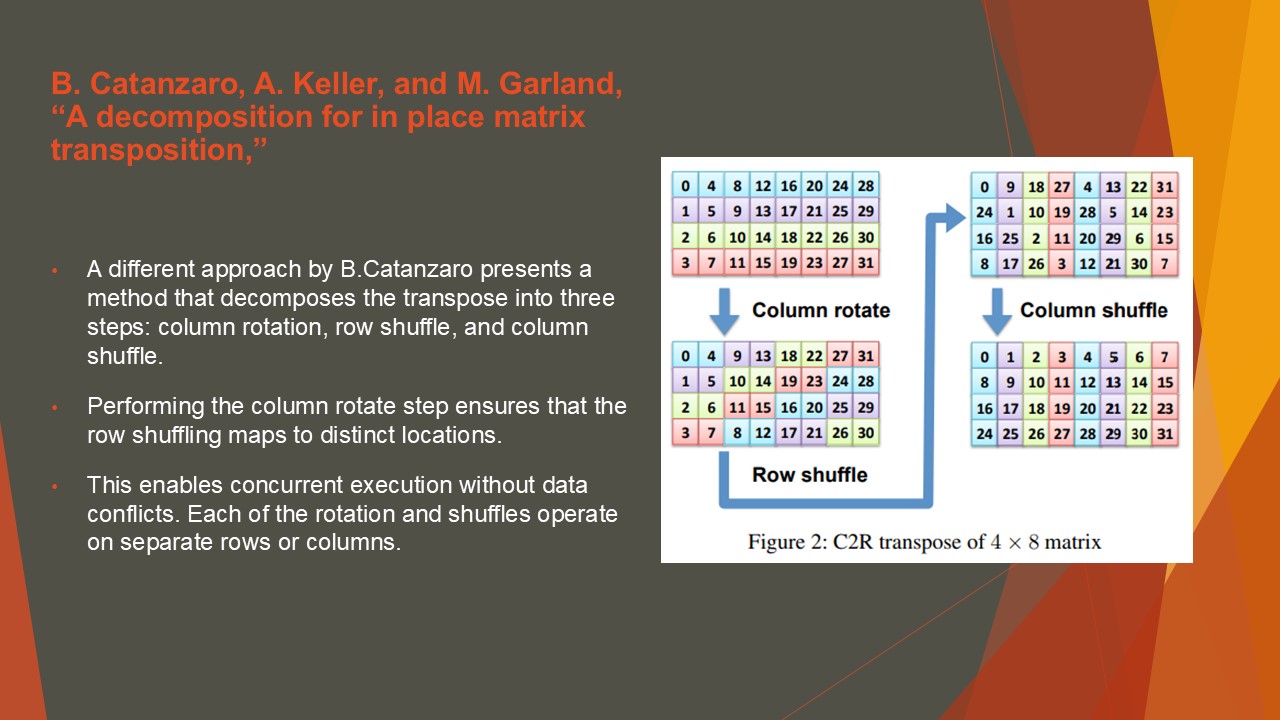 B. Catanzaro, A. Keller, and M. Garland,
“A decomposition for in place matrix
transposition,”
• A different approach by B.Catanzaro presents a
method that decomposes the transpose into three
steps: column rotation, row shuffle, and column
shuffle.
• Performing the column rotate step ensures that the
row shuffling maps to distinct locations.
• This enables concurrent execution without data
conflicts. Each of the rotation and shuffles operate
on separate rows or columns.
0 4 8 12 16 20 24 28
1 5 9 13 17 21 25 29
2 6 10 14 18 22 26 30
3 7 11 15 19 23 27 31
Column rotate
0 4 9 13 18 22 27 31
1 5 10 14 19 23 24 28
2 6 11 15 16 20 25 29
3 7 8 12 17 21 26 30
Row shuffle
0 9 18 27 4 13 22 31
24 1 10 19 28 5 14 23
16 25 2 11 20 29 6 15
8 17 26 3 12 21 30 7
Column shuffle
0 1 2 3 4 5 6 7
8 9 10 11 12 13 14 15
16 17 18 19 20 21 22 23
24 25 26 27 28 29 30 31
Figure 2: C2R transpose of 4 × 8 matrix